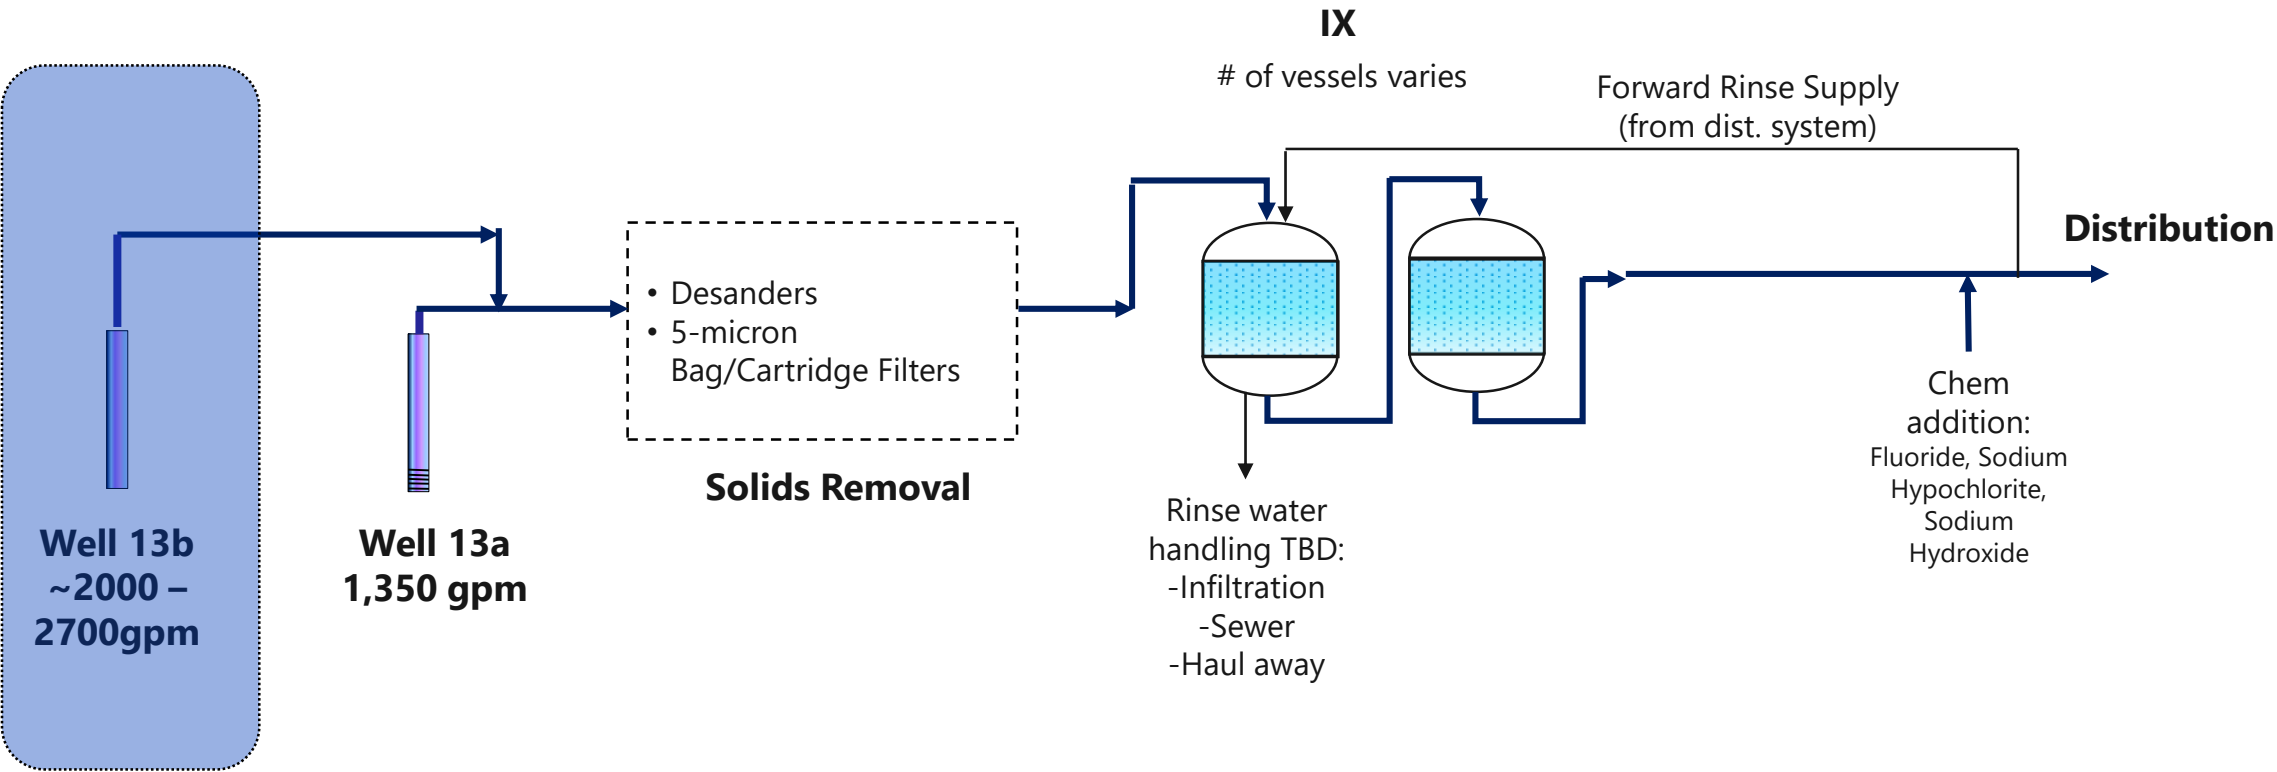 IX
# of vessels varies
Forward Rinse Supply
(from dist. system)
Distribution
• Desanders
• 5-micron
Bag/Cartridge Filters
Solids Removal
Well 13b
~2000 –
2700gpm
Well 13a
1,350 gpm
Rinse water
handling TBD:
-Infiltration
-Sewer
-Haul away
Chem
addition:
Fluoride, Sodium
Hypochlorite,
Sodium
Hydroxide